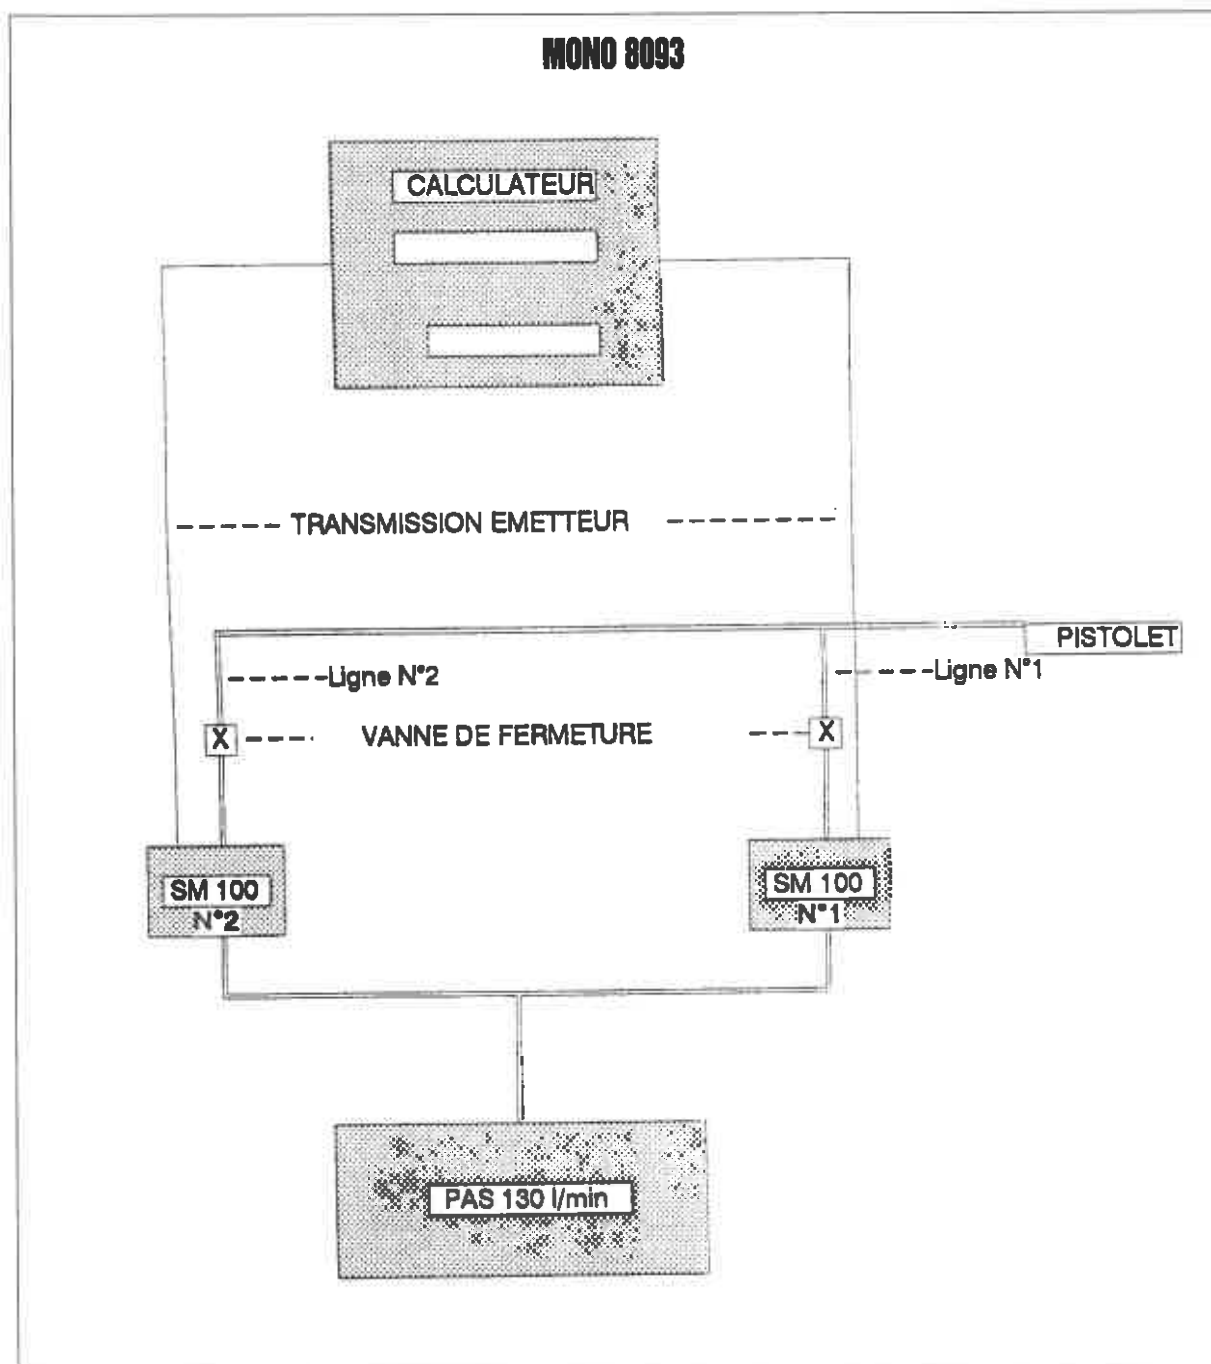 MONO 8093
CALCULATEUR
TRANSMISSION EMETTEUR
PISTOLET
Ligne N°2
Ligne N°1
X
VANNE DE FERMETURE
X
SM 100
N°2
SM 100
N°1
PAS 130 l/min